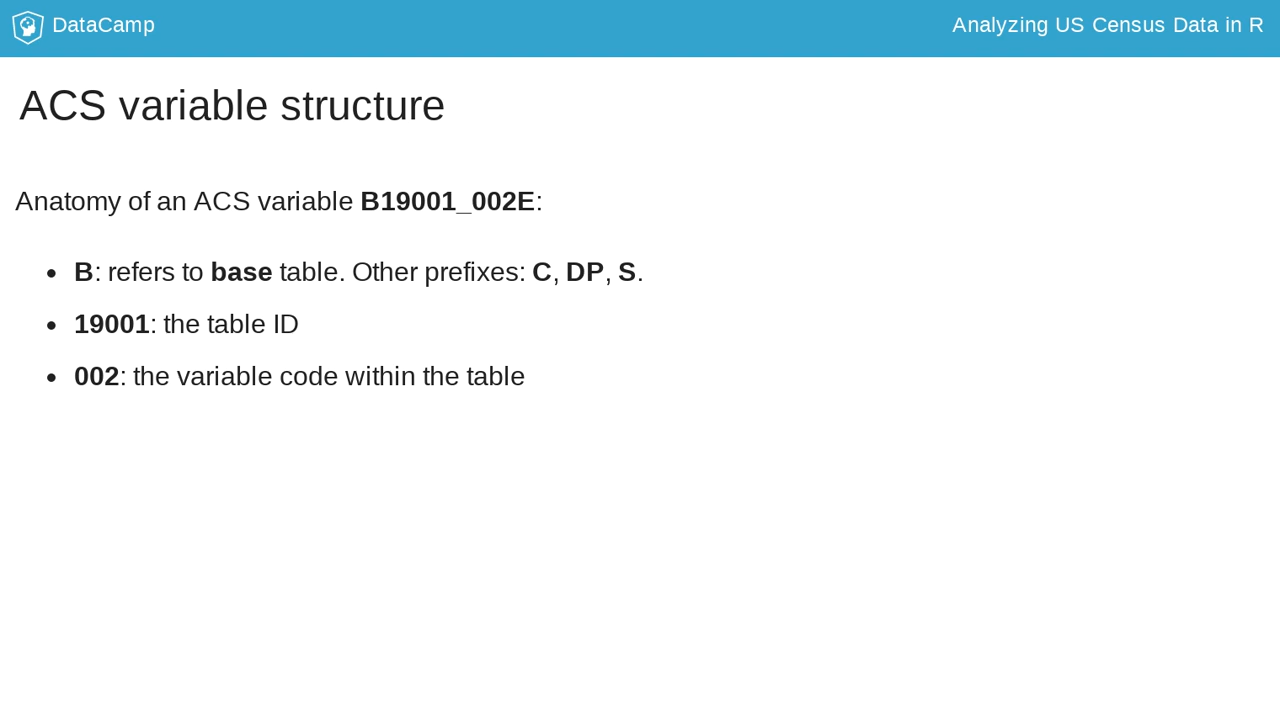 DataCamp
Analyzing US Census Data in R
ACS variable structure
Anatomy of an ACS variable B19001_002E:
• B: refers to base table. Other prefixes: C, DP, S.
• 19001: the table ID
• 002: the variable code within the table